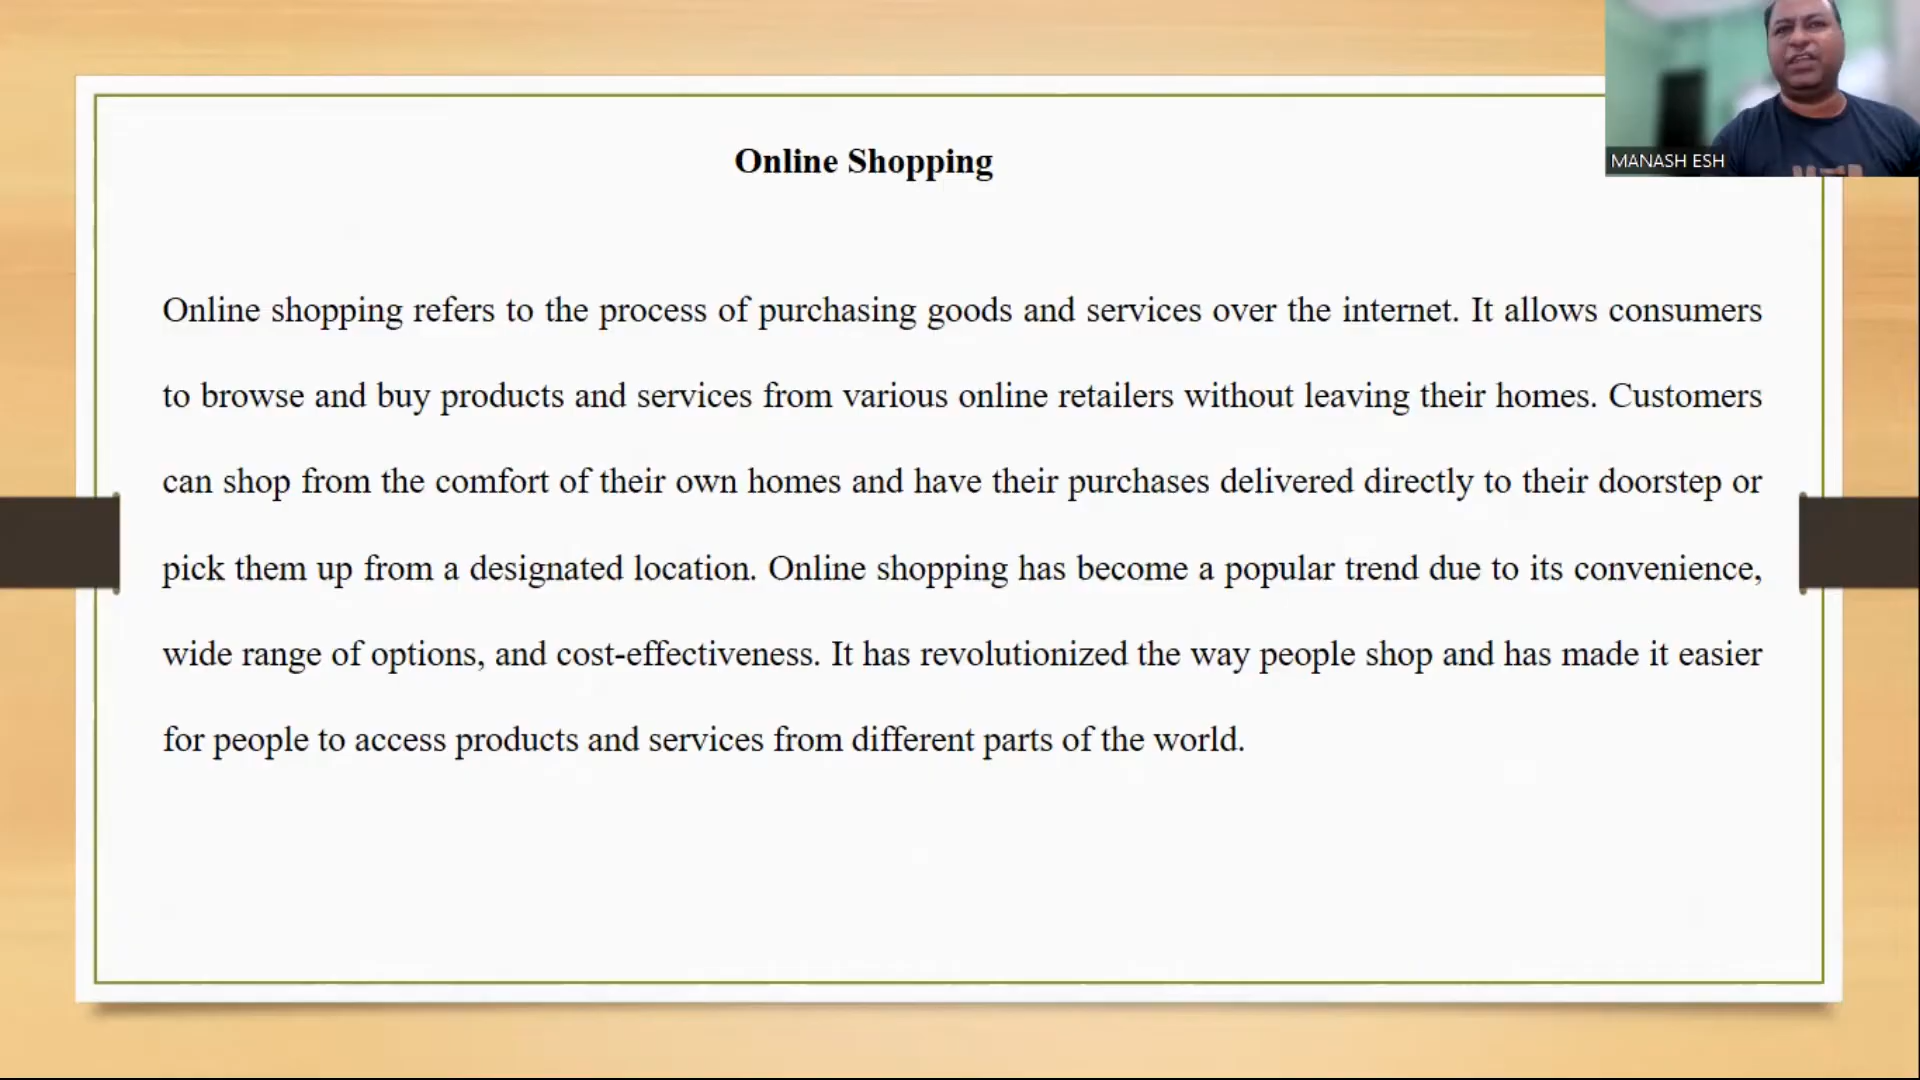 MANASH ESH
Online Shopping
Online shopping refers to the process of purchasing goods and services over the internet. It allows consumers
to browse and buy products and services from various online retailers without leaving their homes. Customers
can shop from the comfort of their own homes and have their purchases delivered directly to their doorstep or
pick them up from a designated location. Online shopping has become a popular trend due to its convenience,
wide range of options, and cost-effectiveness. It has revolutionized the way people shop and has made it easier
for people to access products and services from different parts of the world.